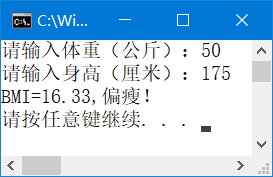 C:\Wi...
请输入体重（公斤）：50
请输入身高（厘米）：175
BMI=16.33,偏瘦！
请按任意键继续. . .